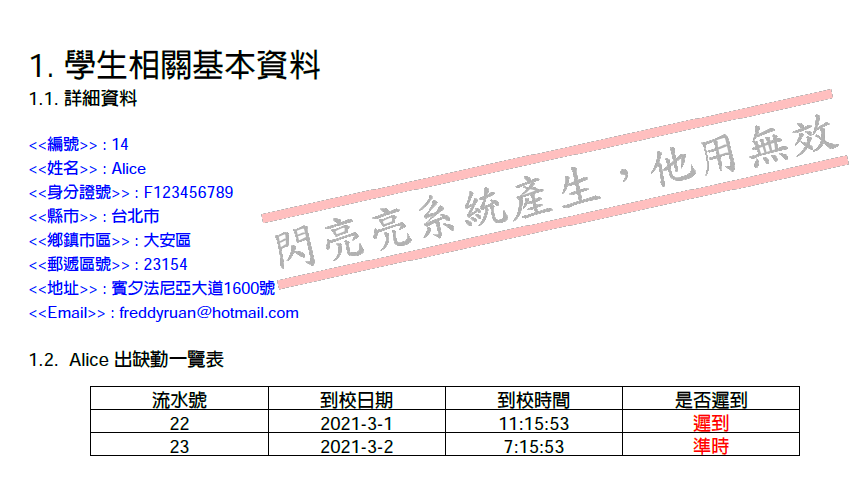 1. 學生相關基本資料
1.1. 詳細資料
<<編號>> : 14
<<姓名>> : Alice
<<身分證號>> : F123456789
<<縣市>> : 台北市
<<鄉鎮市區>> : 大安區
<<郵遞區號>> : 23154
<<地址>> : 賓夕法尼亞大道1600號
<<Email>> : freddyruan@hotmail.com
閃亮亮系統產生，他用無效
1.2. Alice 出缺勤一覽表
流水號 到校日期 到校時間 是否遲到
22 2021-3-1 11:15:53 遲到
23 2021-3-2 7:15:53 準時